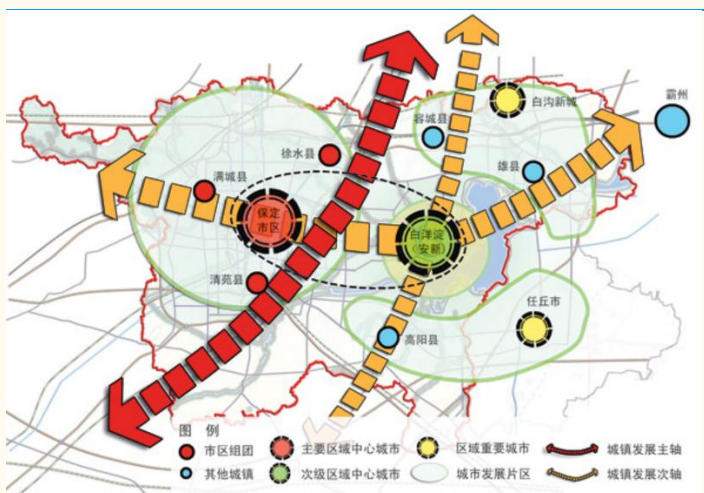 白沟新城
霸州
容城县
徐水县
雄县
满城县
保定
市区
白洋淀
(安新)
清苑县
任丘市
高阳县
图 例
市区组团
主要区域中心城市
区域重要城市
城镇发展主轴
其他城镇
次级区域中心城市
城市发展片区
城镇发展次轴